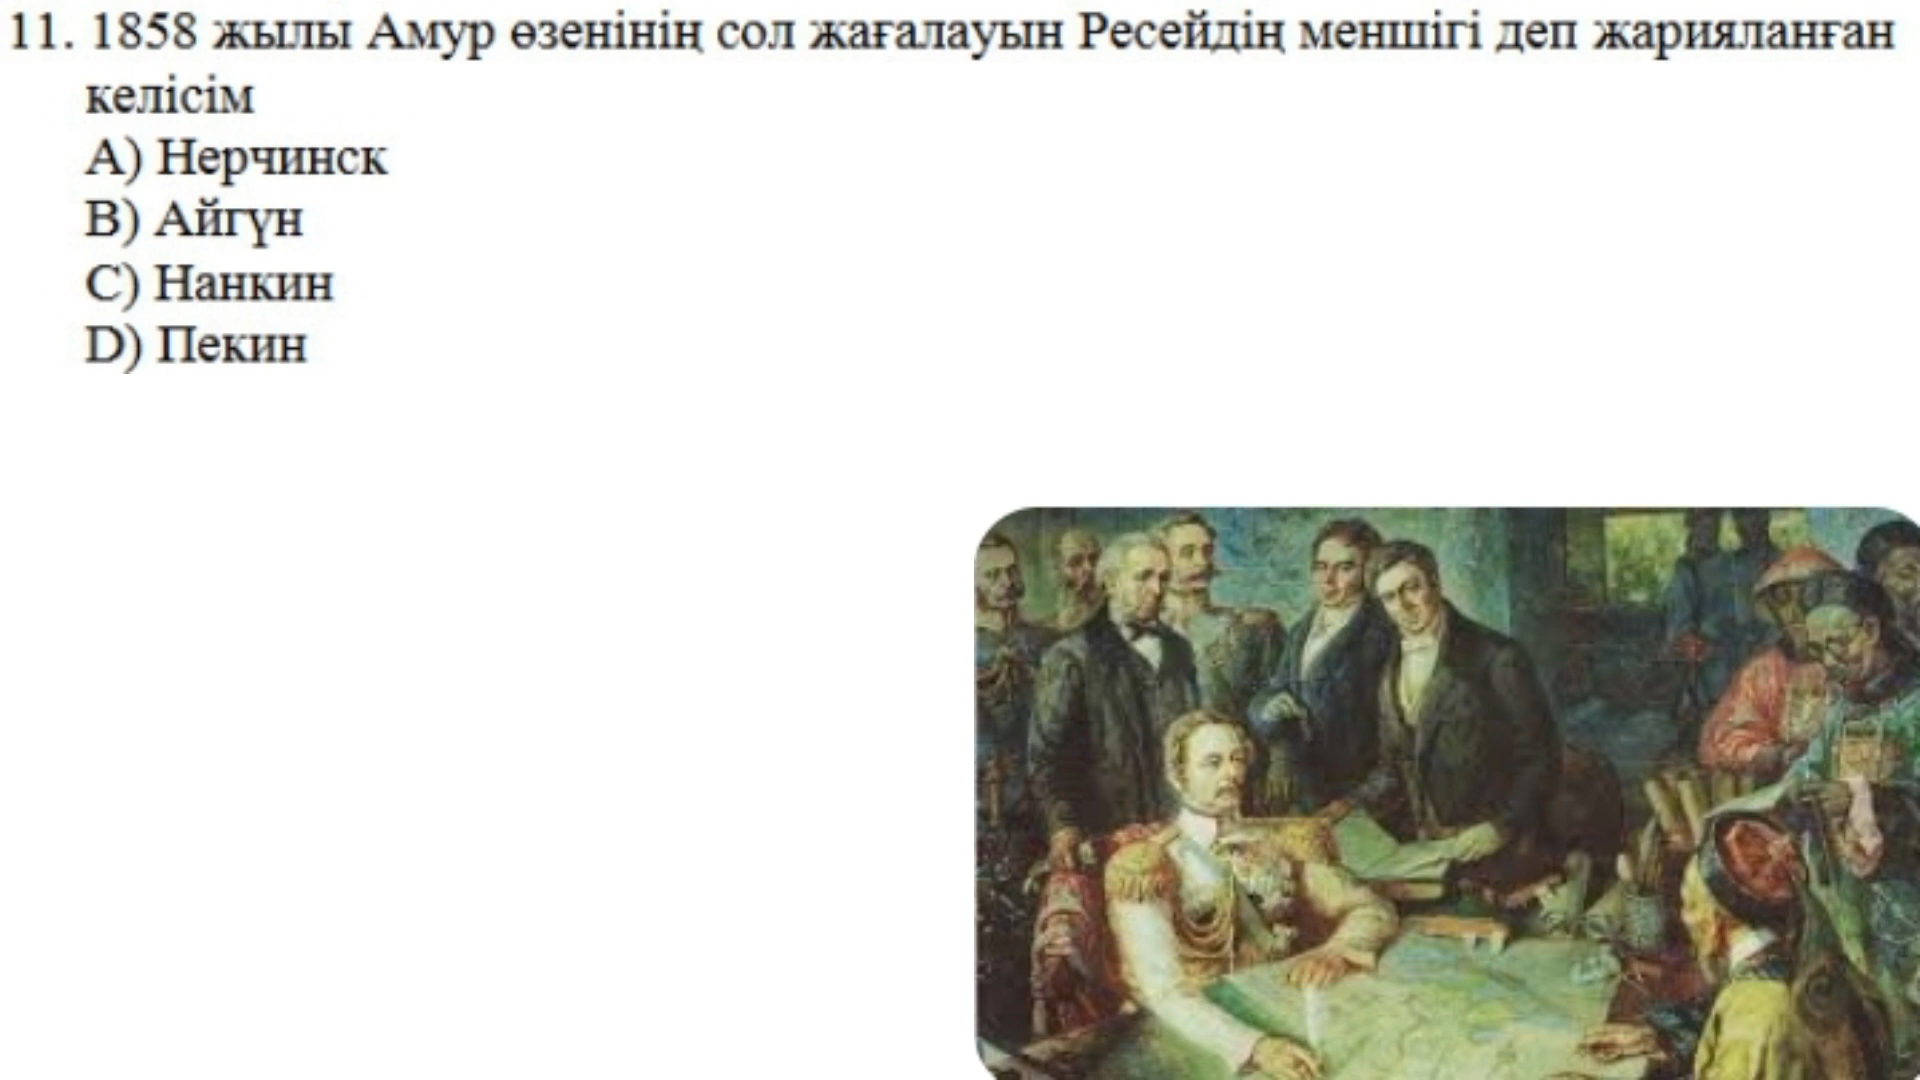 11. 1858 жылы Амур өзенінің сол жағалауын Ресейдің меншігі деп жарияланған
келісім
A) Нерчинск
B) Айгүн
C) Нанкин
D) Пекин